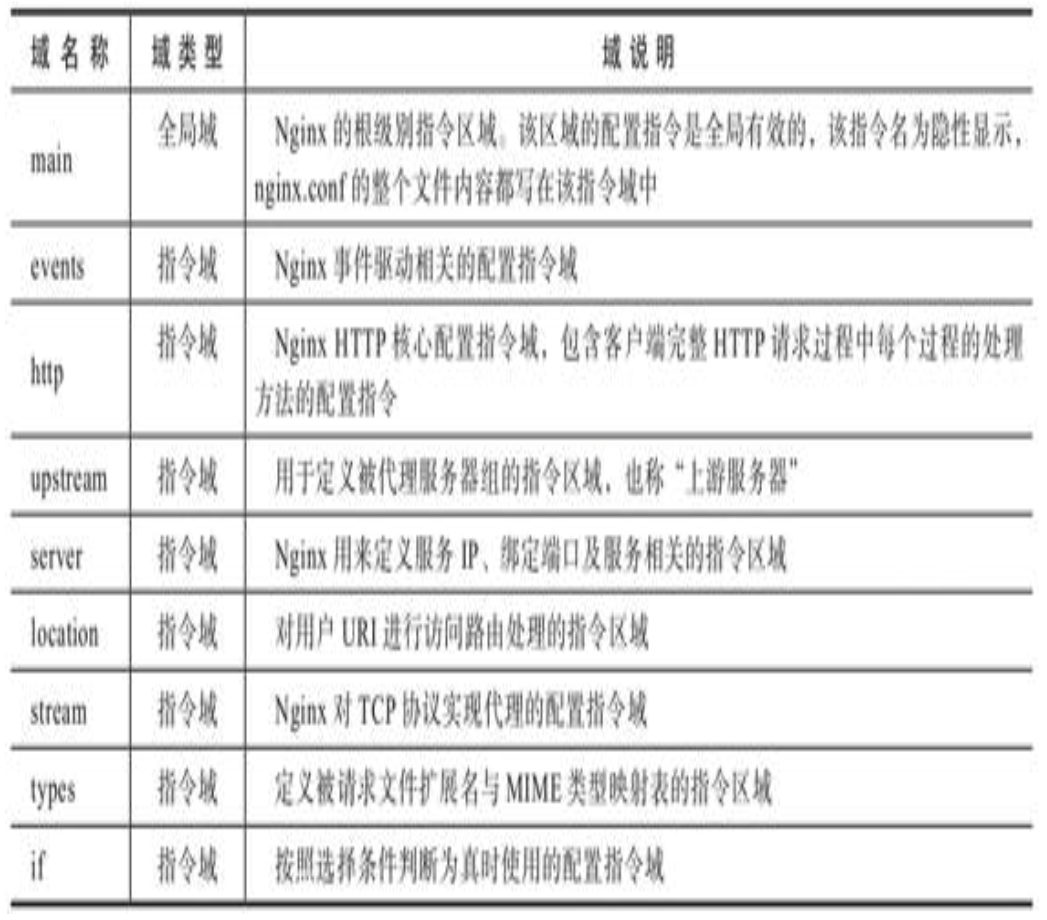 域名称 域类型 域说明
main 全局域 Nginx 的根级别指令区域。该区域的配置指令是全局有效的，该指令名为隐性显示，
nginx.conf 的整个文件内容都写在该指令域中
events 指令域 Nginx 事件驱动相关的配置指令域
http 指令域 Nginx HTTP 核心配置指令域，包含客户端完整 HTTP 请求过程中每个过程的处理
方法的配置指令
upstream 指令域 用于定义被代理服务器组的指令区域，也称“上游服务器”
server 指令域 Nginx 用来定义服务 IP、绑定端口及服务相关的指令区域
location 指令域 对用户 URI 进行访问路由处理的指令区域
stream 指令域 Nginx 对 TCP 协议实现代理的配置指令域
types 指令域 定义被请求文件扩展名与 MIME 类型映射表的指令区域
if 指令域 按照选择条件判断为真时使用的配置指令域